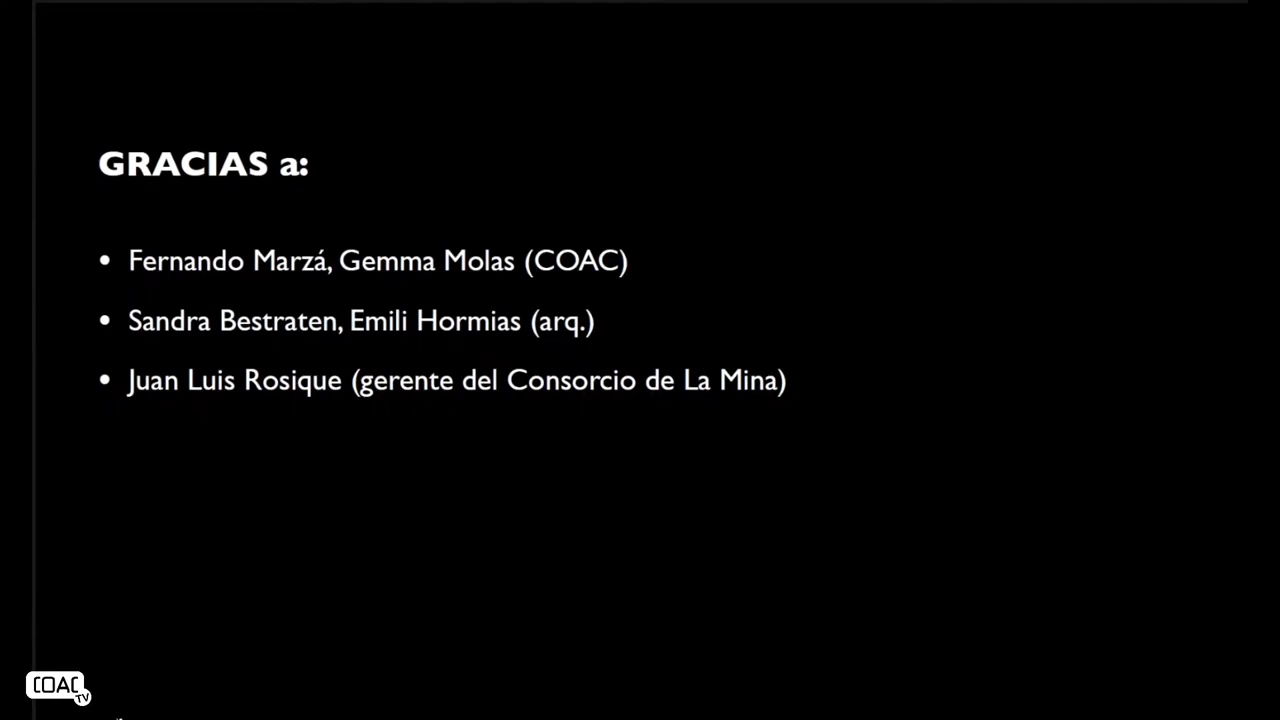 GRACIAS a:
• Fernando Marzá, Gemma Molas (COAC)
• Sandra Bestraten, Emili Hormias (arq.)
• Juan Luis Rosique (gerente del Consorcio de La Mina)
COAC
TV